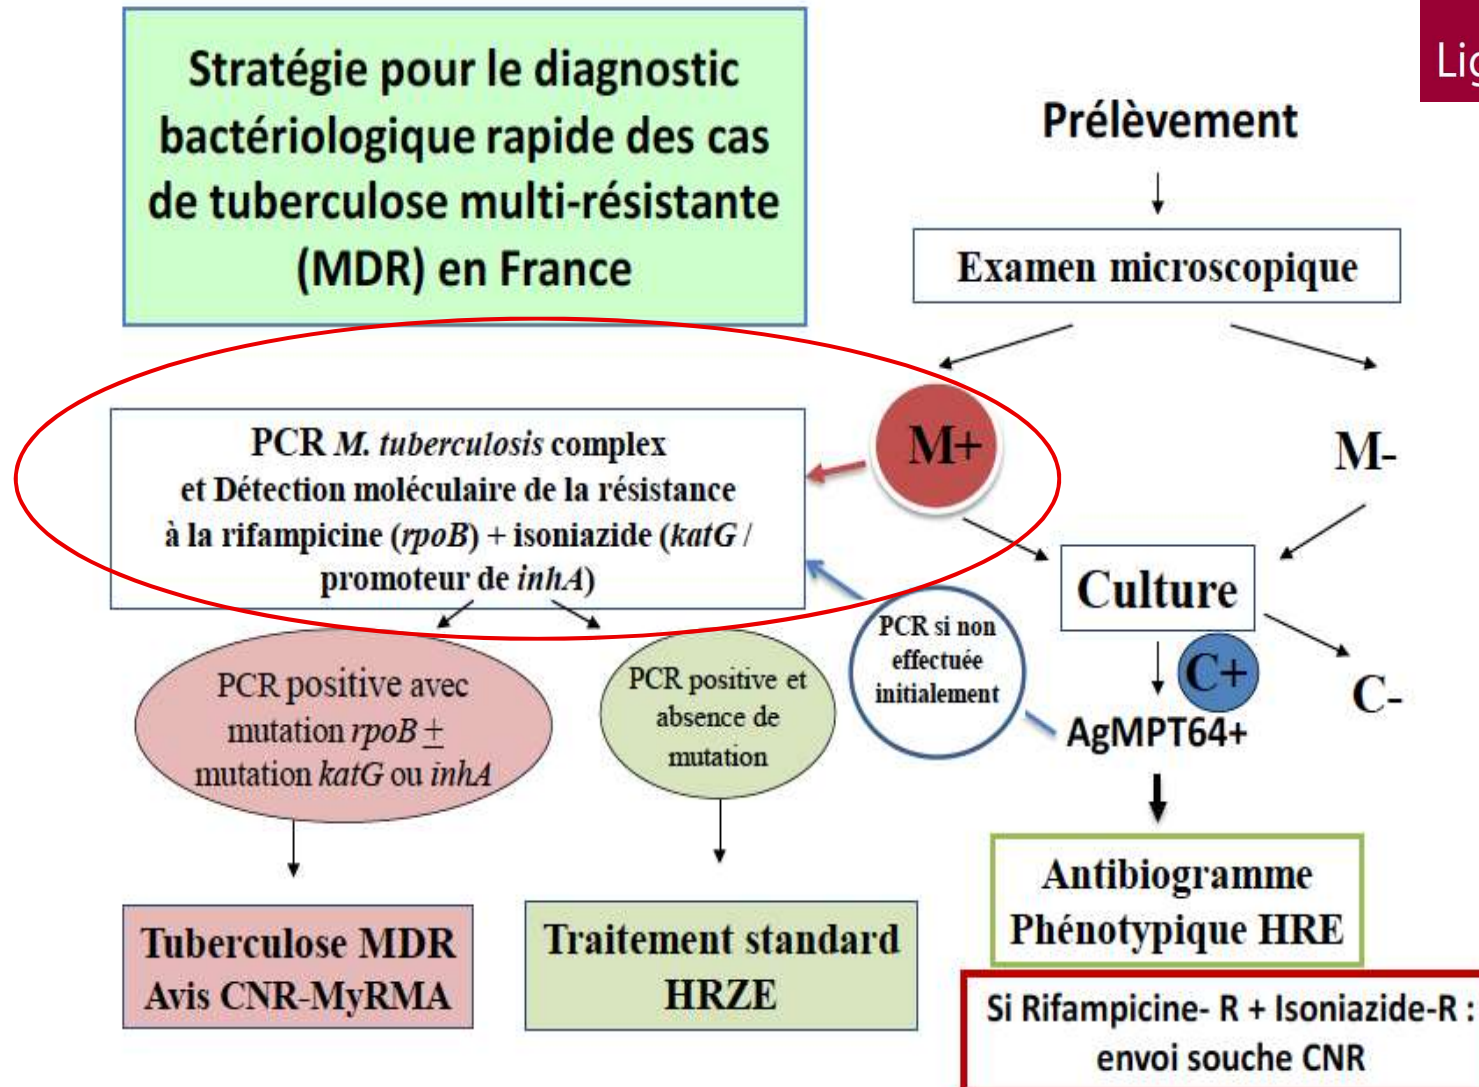 Stratégie pour le diagnostic
bactériologique rapide des cas
de tuberculose multi-résistante
(MDR) en France
Lig
Prélèvement
Examen microscopique
M+
M-
PCR M. tuberculosis complex
et Détection moléculaire de la résistance
à la rifampicine (rpoB) + isoniazide (katG /
promoteur de inhA)
Culture
PCR si non
effectuée
initialement
C+
C-
AgMPT64+
PCR positive avec
mutation rpoB ±
mutation katG ou inhA
PCR positive et
absence de
mutation
Tuberculose MDR
Avis CNR-MyRMA
Traitement standard
HRZE
Antibiogramme
Phénotypique HRE
Si Rifampicine- R + Isoniazide-R :
envoi souche CNR